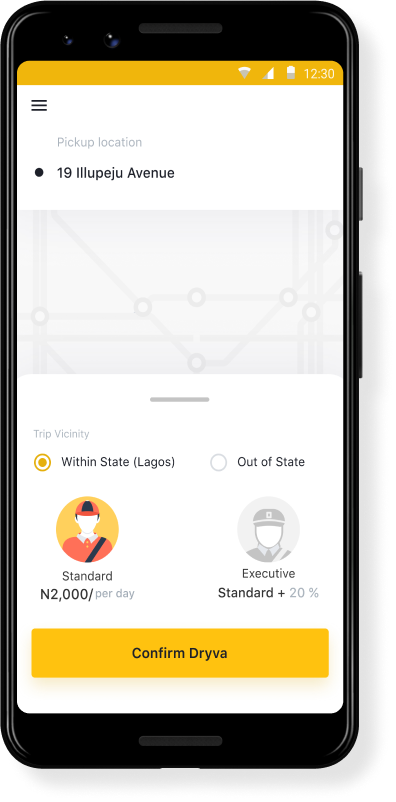 12:30
Pickup location
19 Illupeju Avenue
Trip Vicinity
Within State (Lagos) Out of State
Standard Executive
N2,000/ per day Standard + 20 %
Confirm Dryva